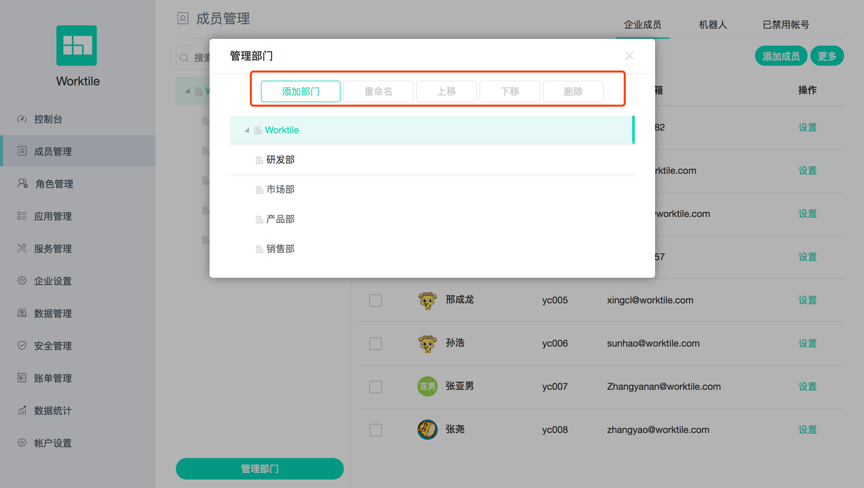 Worktile
控制台
成员管理
角色管理
应用管理
服务管理
企业设置
数据管理
安全管理
账单管理
数据统计
帐户设置
成员管理
企业成员
机器人
已禁用帐号
搜索
添加成员
更多
W
管理部门
箱
操作
82
设置
rktile.com
设置
worktile.com
设置
57
设置
邢成龙
yc005
xingcl@worktile.com
设置
孙浩
yc006
sunhao@worktile.com
设置
亚男
张亚男
yc007
Zhangyanan@worktile.com
设置
张尧
yc008
zhangyao@worktile.com
设置
管理部门
添加部门
重命名
上移
下移
删除
Worktile
研发部
市场部
产品部
销售部